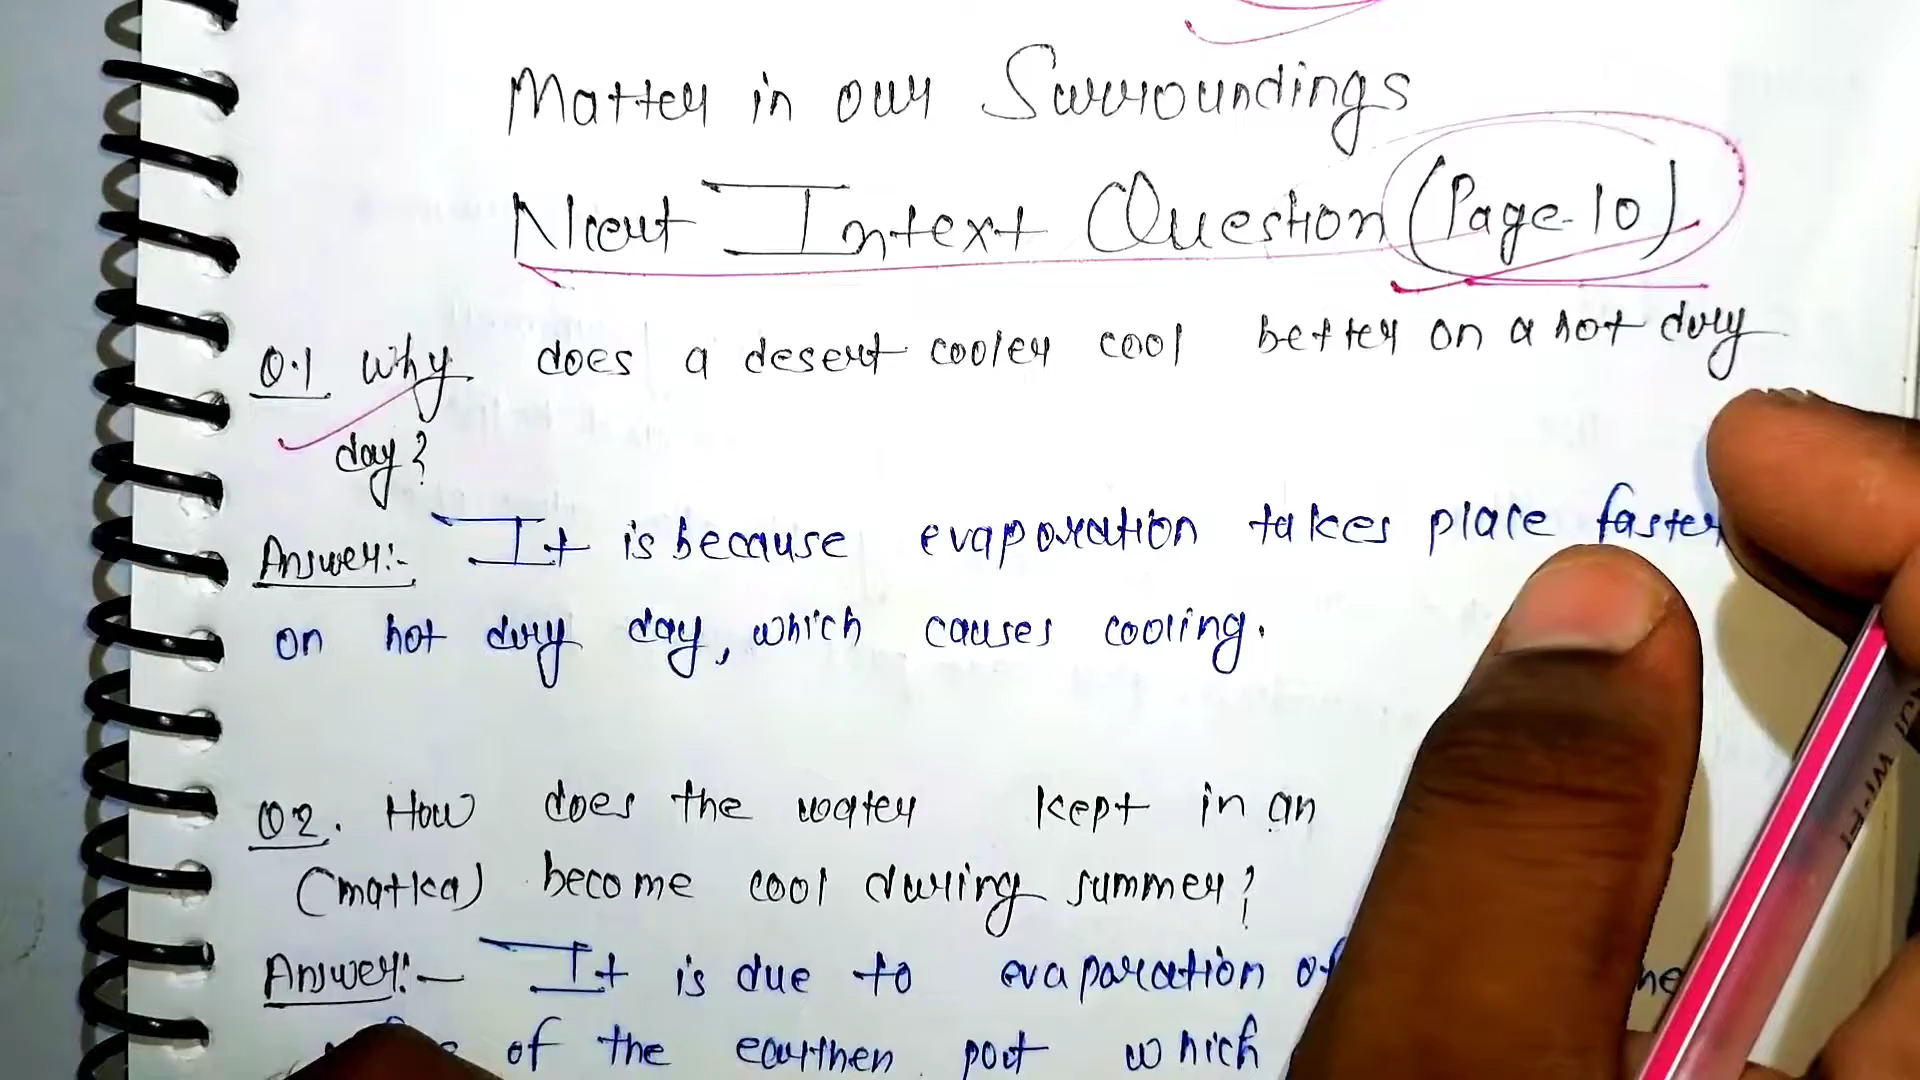 Matter in our Surroundings
Ncert Intext Question (Page-10)
Q.1 Why does a desert cooler cool better on a hot dry
day?
Answer:- It is because evaporation takes place faster
on hot dry day, which causes cooling.
Q2. How does the water kept in an
(matka) become cool during summer?
Answer:- It is due to evaporation of
of the earthen pot which